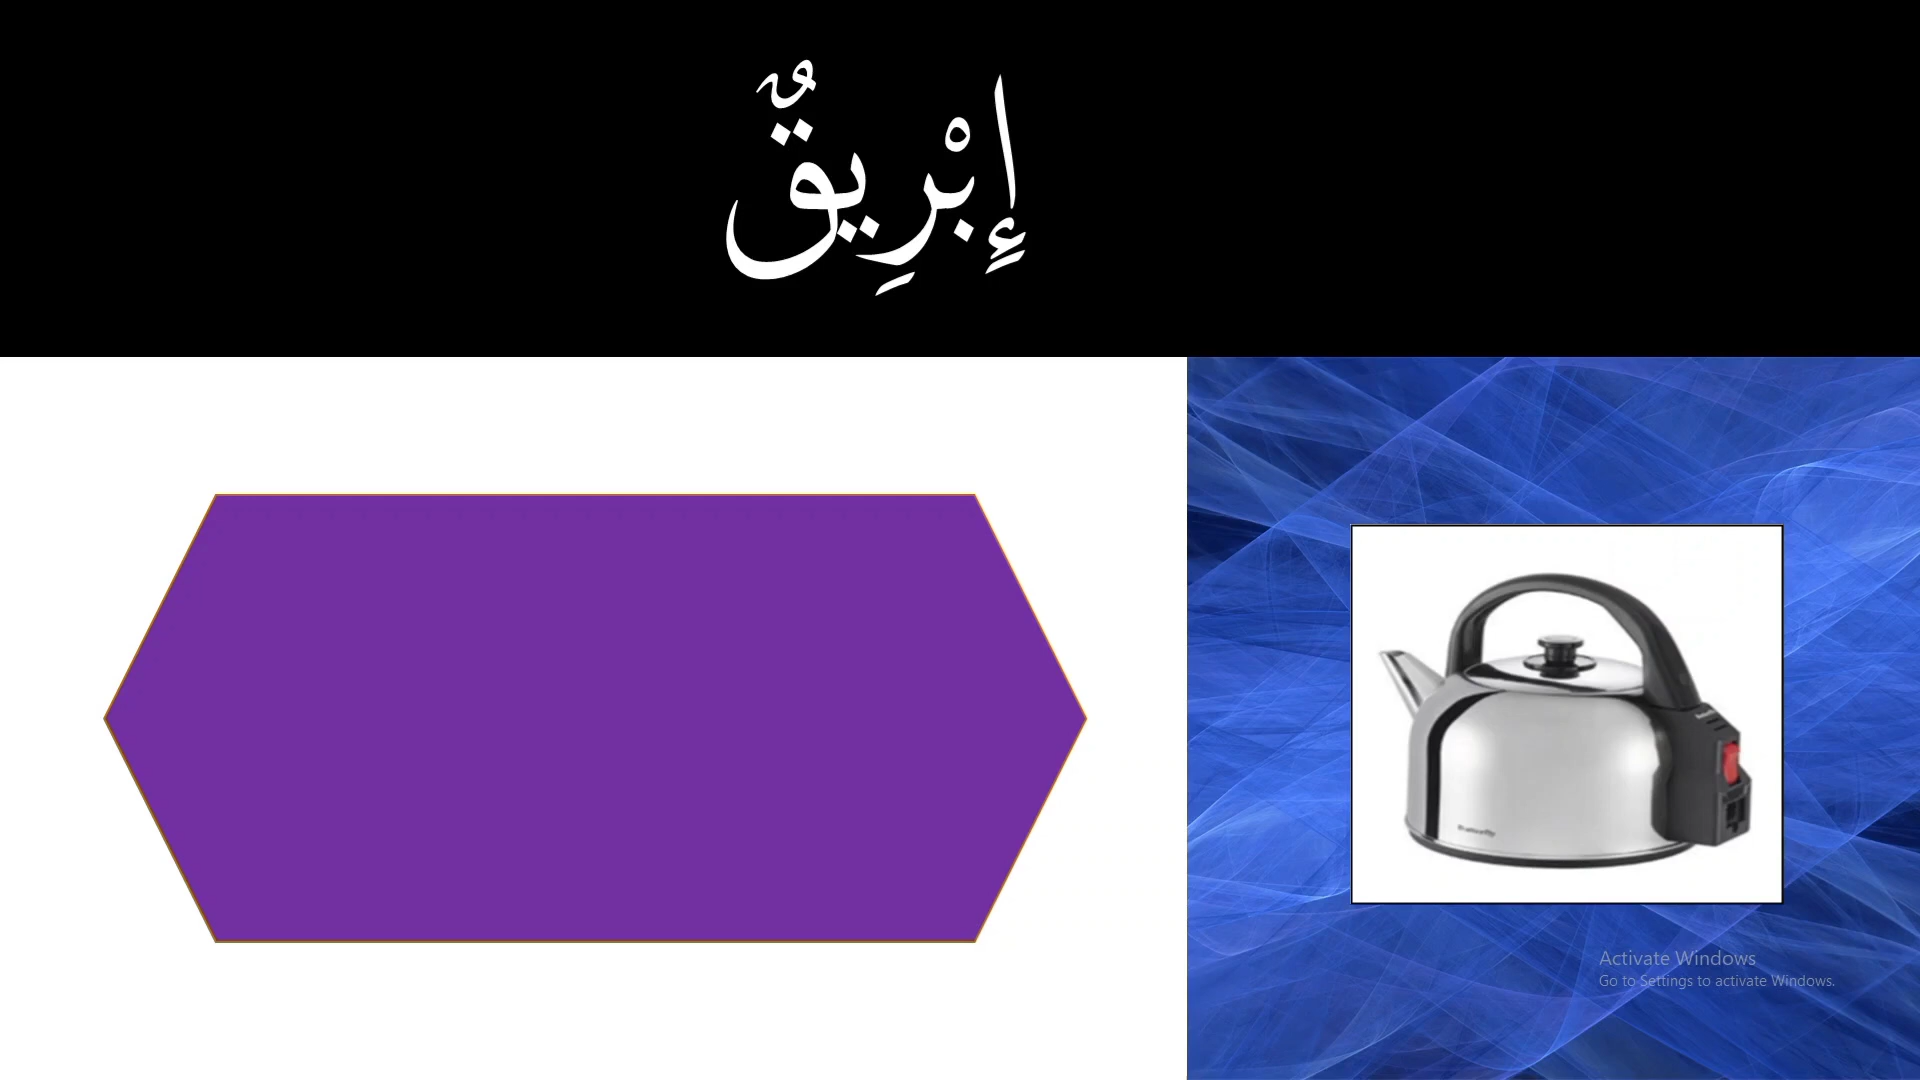 إِبْرِيقٌ
Activate Windows
Go to Settings to activate Windows.